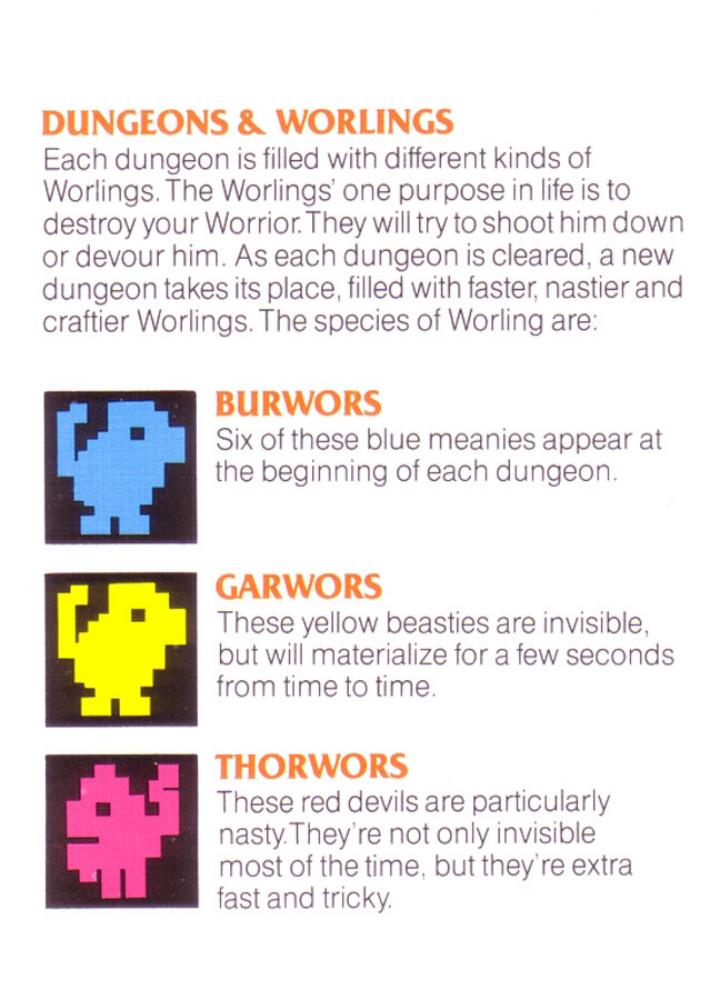 DUNGEONS & WORLINGS
Each dungeon is filled with different kinds of
Worlings. The Worlings' one purpose in life is to
destroy your Worrior. They will try to shoot him down
or devour him. As each dungeon is cleared, a new
dungeon takes its place, filled with faster, nastier and
craftier Worlings. The species of Worling are:
BURWORS
Six of these blue meanies appear at
the beginning of each dungeon.
GARWORS
These yellow beasties are invisible,
but will materialize for a few seconds
from time to time.
THORWORS
These red devils are particularly
nasty. They're not only invisible
most of the time, but they're extra
fast and tricky.